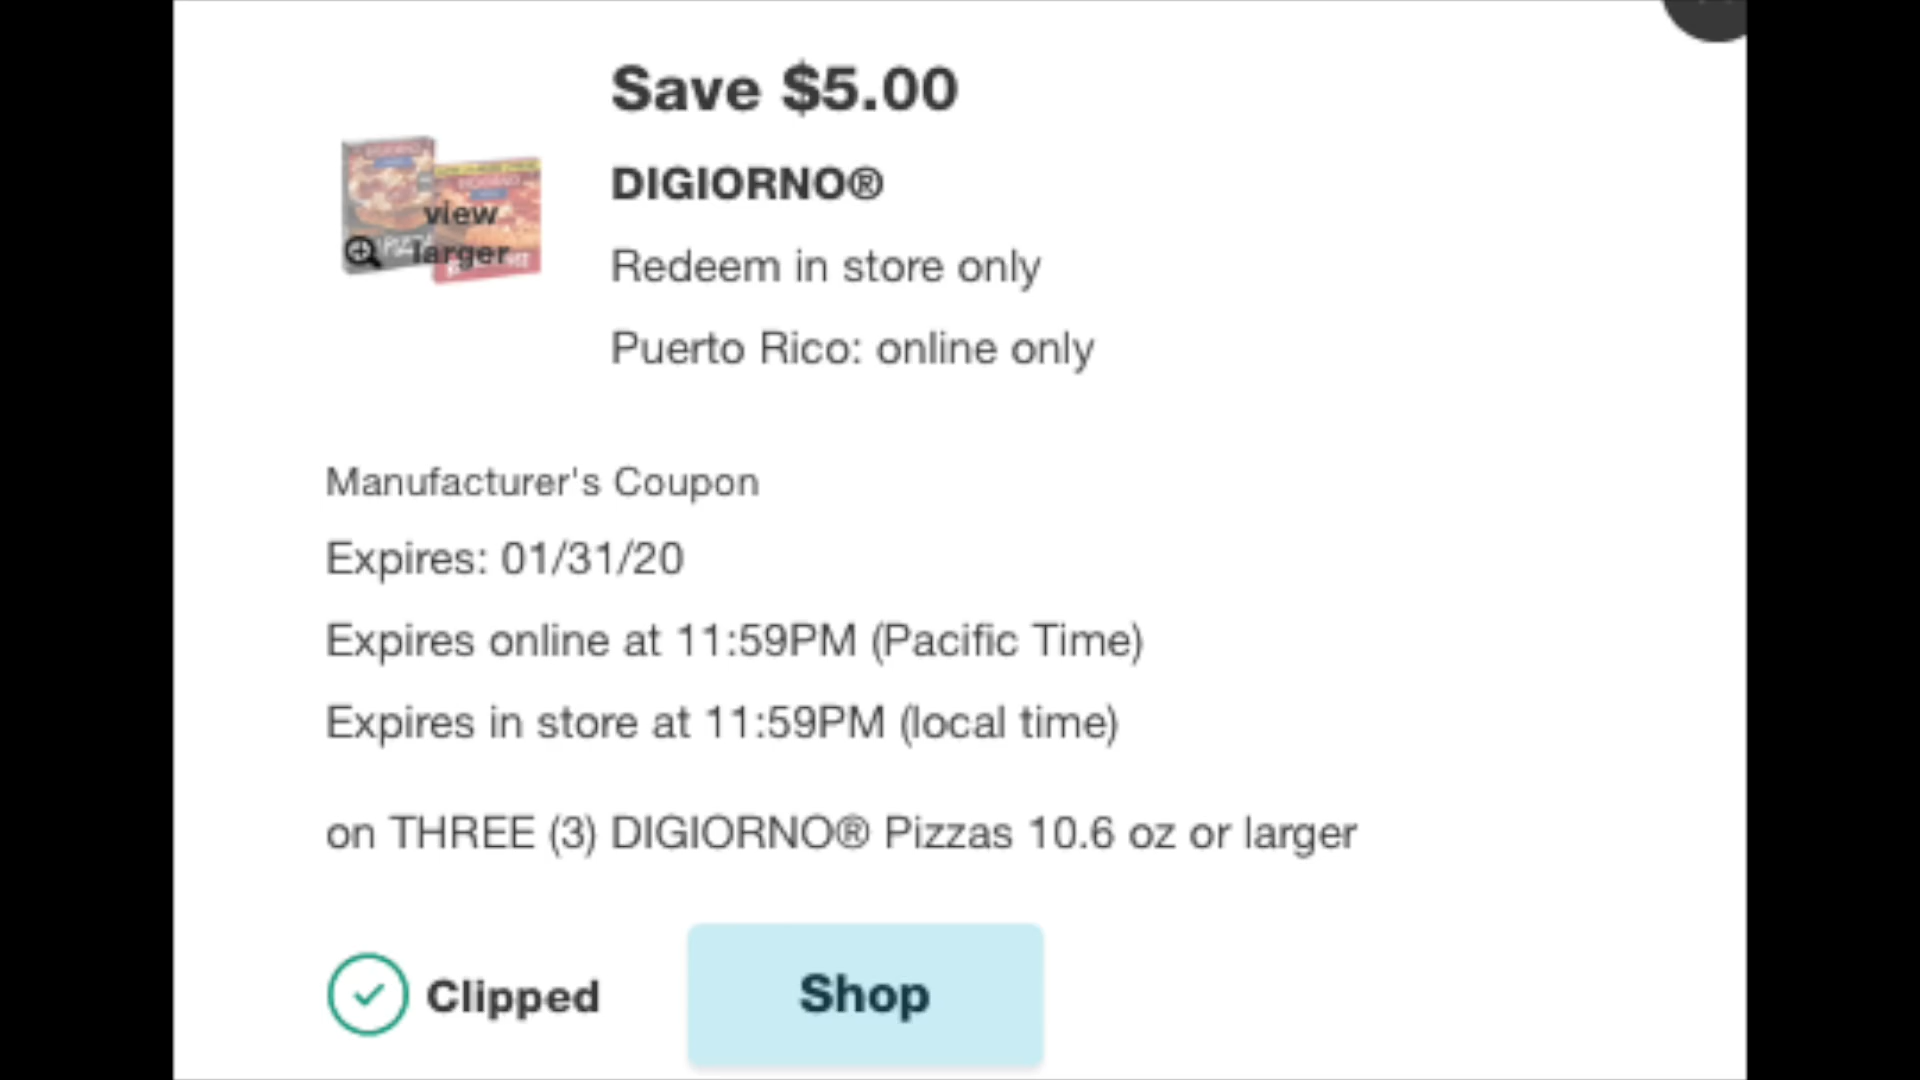 Save $5.00
DIGIORNO®
view
larger
Redeem in store only
Puerto Rico: online only
Manufacturer's Coupon
Expires: 01/31/20
Expires online at 11:59PM (Pacific Time)
Expires in store at 11:59PM (local time)
on THREE (3) DIGIORNO® Pizzas 10.6 oz or larger
Clipped
Shop